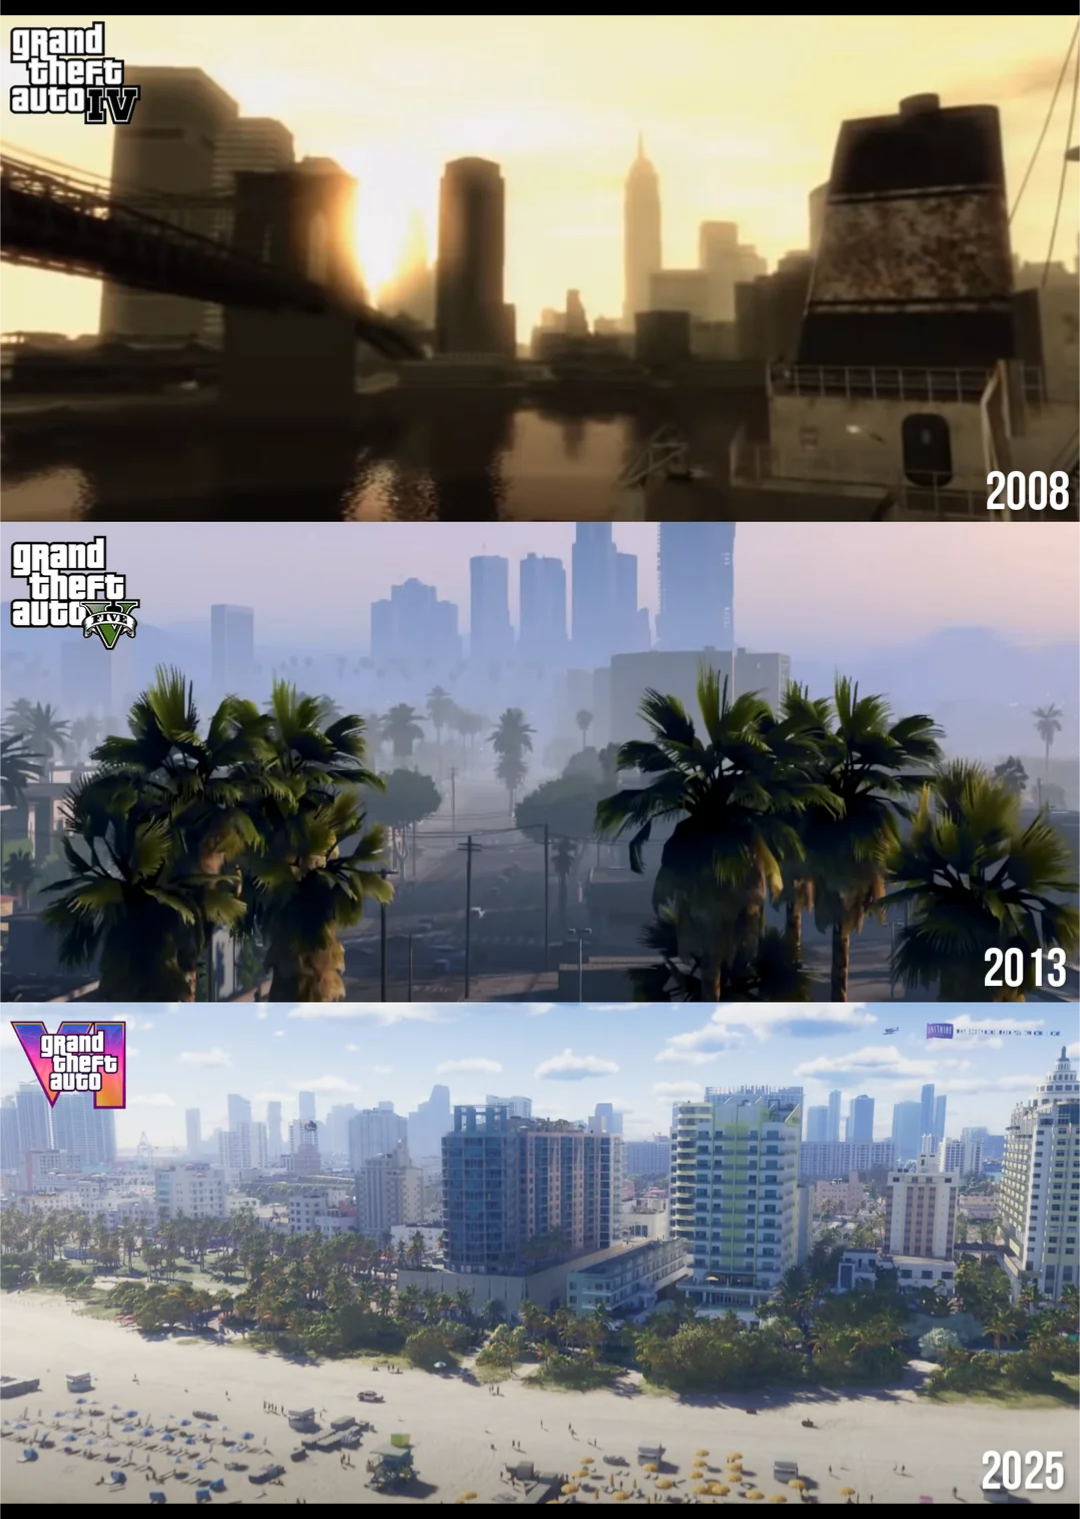 grand
theft
auto IV
2008
grand
theft
auto V
FIVE
2013
VI
grand
theft
auto
2025